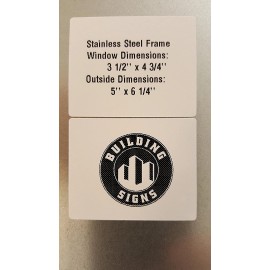 Stainless Steel Frame
Window Dimensions:
3 1/2'' x 4 3/4''
Outside Dimensions:
5'' x 6 1/4''
BUILDING
SIGNS